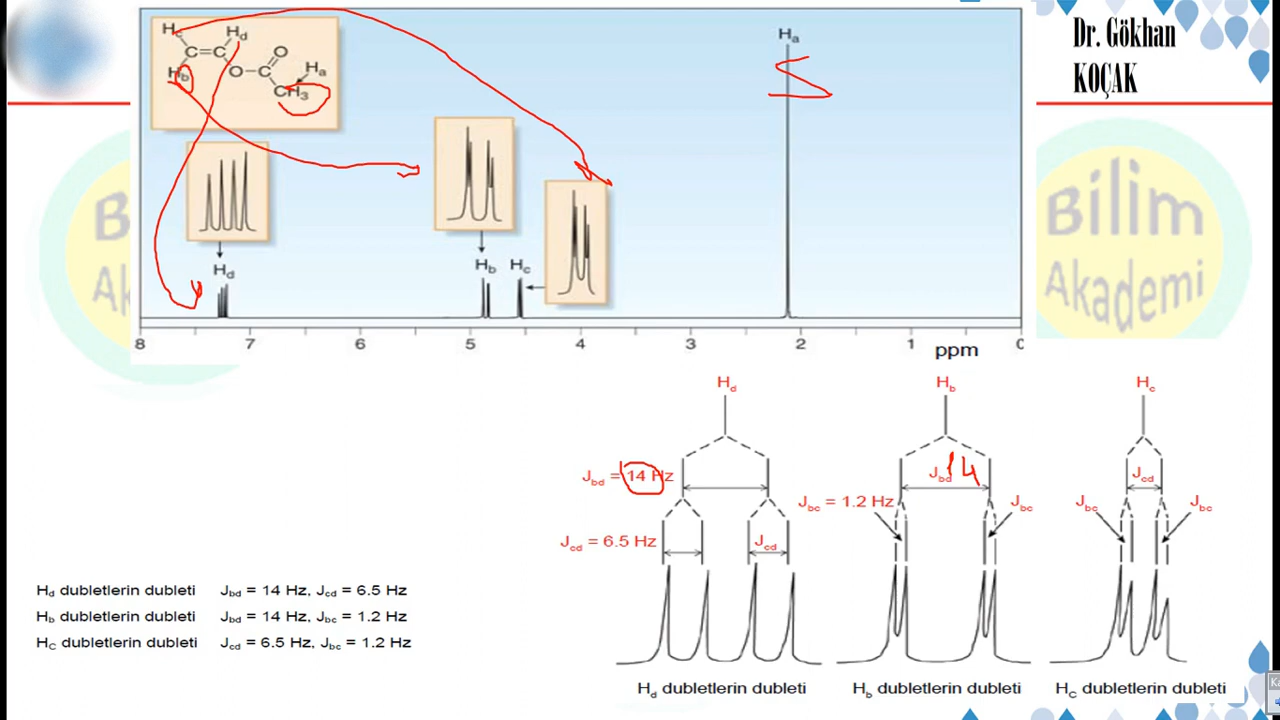 Dr. Gökhan
KOÇAK
Hc
Hd
C=C
Hb
O
C
O
Ha
CH₃
Ha
S
Hd
Hb
Hc
8 7 6 5 4 3 2 1 0
ppm
Bilim
Akademi
B
Ak
Hd
Hb
Hc
Jbd = 14 Hz
Jbd
14
Jcd
Jbc = 1.2 Hz
Jbc
Jbc
Jbc
Jcd = 6.5 Hz
Jcd
Hd dubletlerin dubleti Jbd = 14 Hz, Jcd = 6.5 Hz
Hb dubletlerin dubleti Jbd = 14 Hz, Jbc = 1.2 Hz
HC dubletlerin dubleti Jcd = 6.5 Hz, Jbc = 1.2 Hz
Hd dubletlerin dubleti
Hb dubletlerin dubleti
HC dubletlerin dubleti